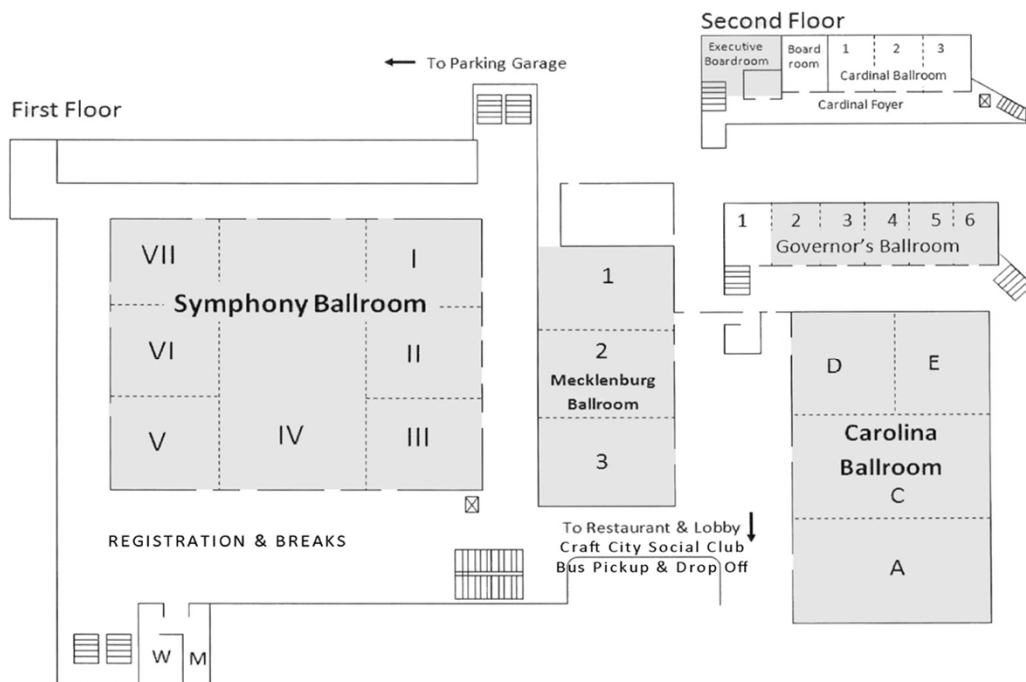 Second Floor
Executive
Boardroom
Board
room
1
2
3
Cardinal Ballroom
Cardinal Foyer
← To Parking Garage
First Floor
VII
I
Symphony Ballroom
VI
II
V
IV
III
1
2
Mecklenburg
Ballroom
3
1
2
3
4
5
6
Governor's Ballroom
D
E
Carolina
Ballroom
C
A
REGISTRATION & BREAKS
To Restaurant & Lobby
Craft City Social Club
Bus Pickup & Drop Off
W
M